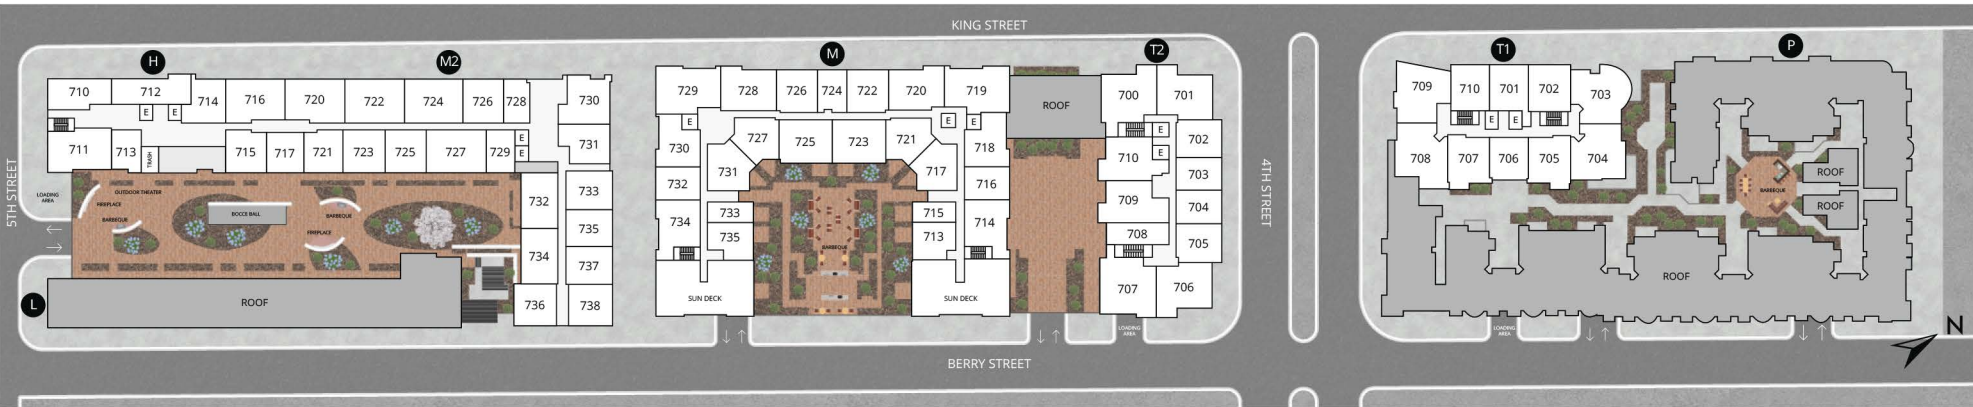 KING STREET
H
M2
M
T2
T1
P
710
712
714
716
720
722
724
726
728
730
E
E
711
713
TRASH
715
717
721
723
725
727
729
E
E
731
732
733
734
735
736
737
738
5TH STREET
LOADING
AREA
OUTDOOR THEATER
FIREPLACE
BARBEQUE
BOCCE BALL
BARBEQUE
FIREPLACE
L
ROOF
729
728
726
724
722
720
719
E
E
E
730
727
725
723
721
718
731
717
732
716
733
715
734
714
735
713
BARBEQUE
SUN DECK
SUN DECK
ROOF
700
701
E
E
702
710
703
709
704
708
705
707
706
LOADING
AREA
4TH STREET
709
710
701
702
703
E
E
708
707
706
705
704
BARBEQUE
ROOF
ROOF
ROOF
LOADING
AREA
N
BERRY STREET